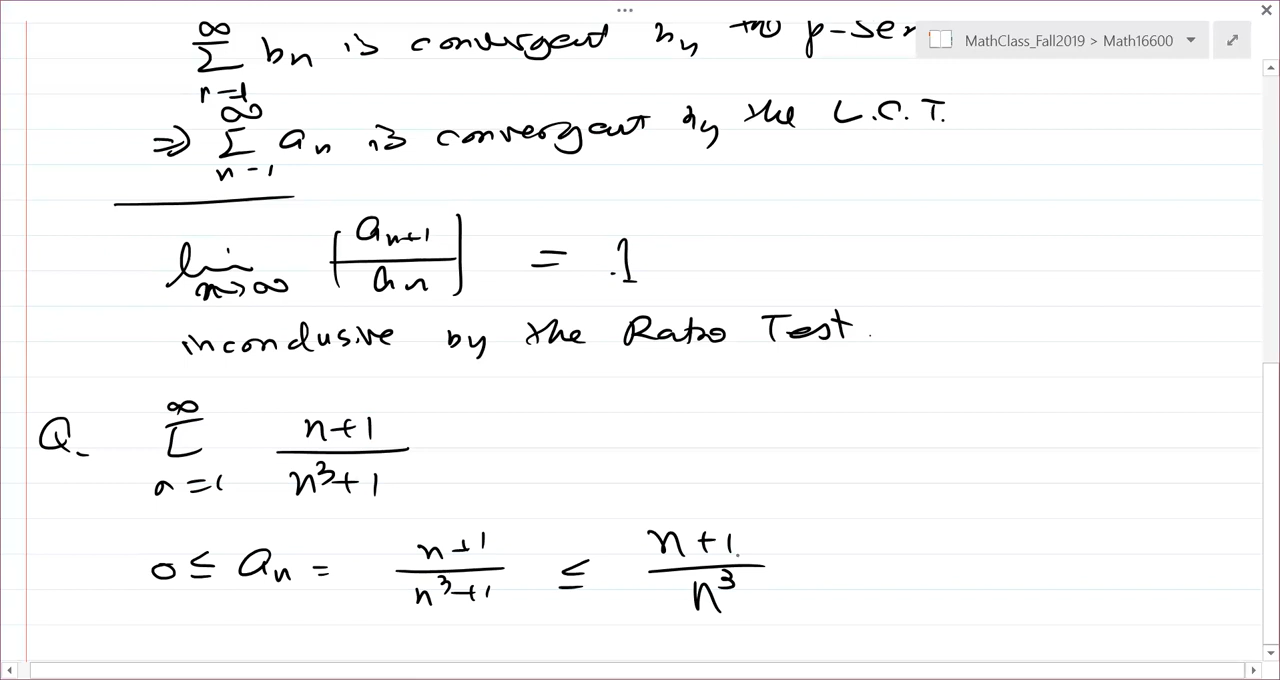 ∞
Σ bn is convergent by the p-ser
n=1
MathClass_Fall2019 > Math16600
∞
⇒ Σ an is convergent by the L.C.T.
n=1
lim n→∞ |an+1/an| = 1
inconclusive by the Ratio Test.
Q. ∞
Σ (n+1)/(n³+1)
n=1
0 ≤ an = (n+1)/(n³+1) ≤ (n+1)/n³